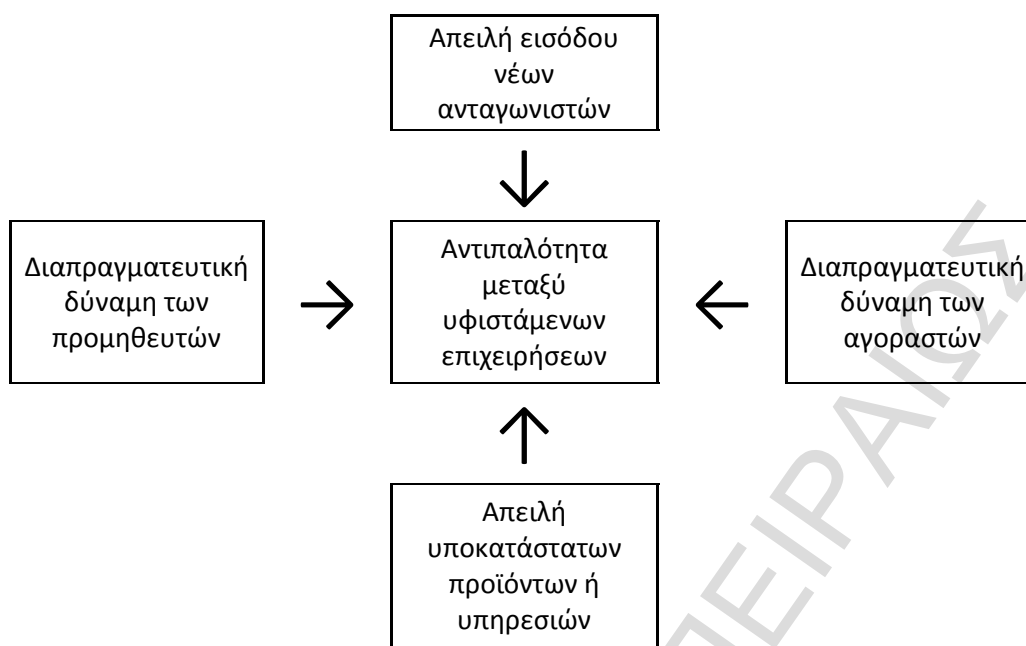 Απειλή εισόδου
νέων
ανταγωνιστών
Διαπραγματευτική
δύναμη των
προμηθευτών
Αντιπαλότητα
μεταξύ
υφιστάμενων
επιχειρήσεων
Διαπραγματευτική
δύναμη των
αγοραστών
Απειλή
υποκατάστατων
προϊόντων ή
υπηρεσιών
ΠΕΙΡΑΙΩΣ